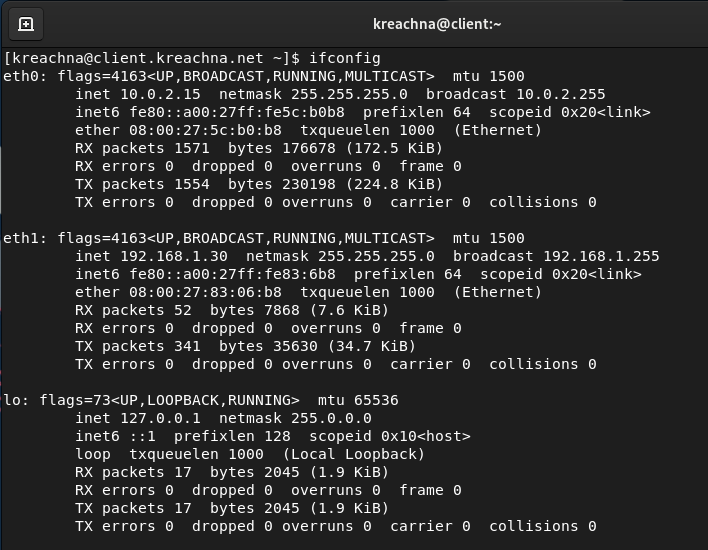 kreachna@client:~
[kreachna@client.kreachna.net ~]$ ifconfig
eth0: flags=4163<UP,BROADCAST,RUNNING,MULTICAST>  mtu 1500
        inet 10.0.2.15  netmask 255.255.255.0  broadcast 10.0.2.255
        inet6 fe80::a00:27ff:fe5c:b0b8  prefixlen 64  scopeid 0x20<link>
        ether 08:00:27:5c:b0:b8  txqueuelen 1000  (Ethernet)
        RX packets 1571  bytes 176678 (172.5 KiB)
        RX errors 0  dropped 0  overruns 0  frame 0
        TX packets 1554  bytes 230198 (224.8 KiB)
        TX errors 0  dropped 0 overruns 0  carrier 0  collisions 0

eth1: flags=4163<UP,BROADCAST,RUNNING,MULTICAST>  mtu 1500
        inet 192.168.1.30  netmask 255.255.255.0  broadcast 192.168.1.255
        inet6 fe80::a00:27ff:fe83:6b8  prefixlen 64  scopeid 0x20<link>
        ether 08:00:27:83:06:b8  txqueuelen 1000  (Ethernet)
        RX packets 52  bytes 7868 (7.6 KiB)
        RX errors 0  dropped 0  overruns 0  frame 0
        TX packets 341  bytes 35630 (34.7 KiB)
        TX errors 0  dropped 0 overruns 0  carrier 0  collisions 0

lo: flags=73<UP,LOOPBACK,RUNNING>  mtu 65536
        inet 127.0.0.1  netmask 255.0.0.0
        inet6 ::1  prefixlen 128  scopeid 0x10<host>
        loop  txqueuelen 1000  (Local Loopback)
        RX packets 17  bytes 2045 (1.9 KiB)
        RX errors 0  dropped 0  overruns 0  frame 0
        TX packets 17  bytes 2045 (1.9 KiB)
        TX errors 0  dropped 0 overruns 0  carrier 0  collisions 0